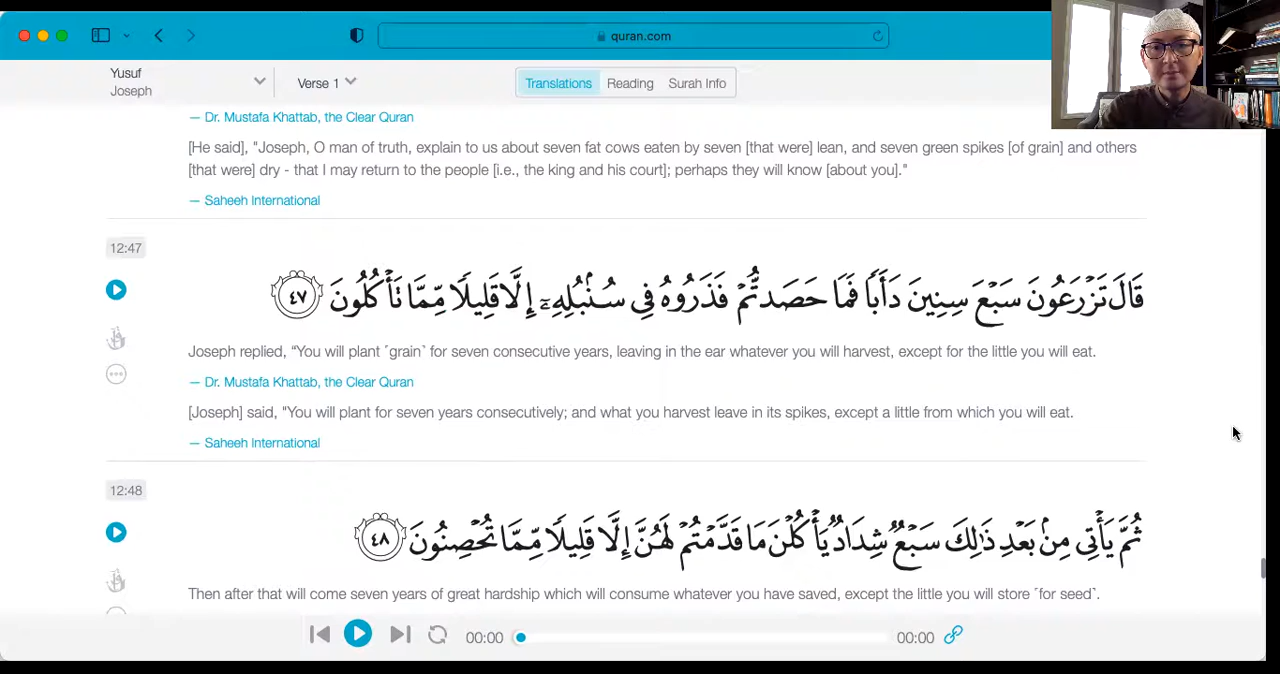 quran.com
Yusuf
Joseph
Verse 1
Translations Reading Surah Info
— Dr. Mustafa Khattab, the Clear Quran
[He said], "Joseph, O man of truth, explain to us about seven fat cows eaten by seven [that were] lean, and seven green spikes [of grain] and others
[that were] dry - that I may return to the people [i.e., the king and his court]; perhaps they will know [about you]."
— Saheeh International
12:47
قَالَ تَزْرَعُونَ سَبْعَ سِنِينَ دَأَبًا فَمَا حَصَدتُّمْ فَذَرُوهُ فِى سُنۢبُلِهِۦٓ إِلَّا قَلِيلًا مِّمَّا تَأْكُلُونَ ٤٧
Joseph replied, “You will plant ˹grain˺ for seven consecutive years, leaving in the ear whatever you will harvest, except for the little you will eat.
— Dr. Mustafa Khattab, the Clear Quran
[Joseph] said, "You will plant for seven years consecutively; and what you harvest leave in its spikes, except a little from which you will eat.
— Saheeh International
12:48
ثُمَّ يَأْتِى مِنۢ بَعْدِ ذَٰلِكَ سَبْعٌ شِدَادٌ يَأْكُلْنَ مَا قَدَّمْتُمْ لَهُنَّ إِلَّا قَلِيلًا مِّمَّا تُحْصِنُونَ ٤٨
Then after that will come seven years of great hardship which will consume whatever you have saved, except the little you will store ˹for seed˺.
00:00 00:00